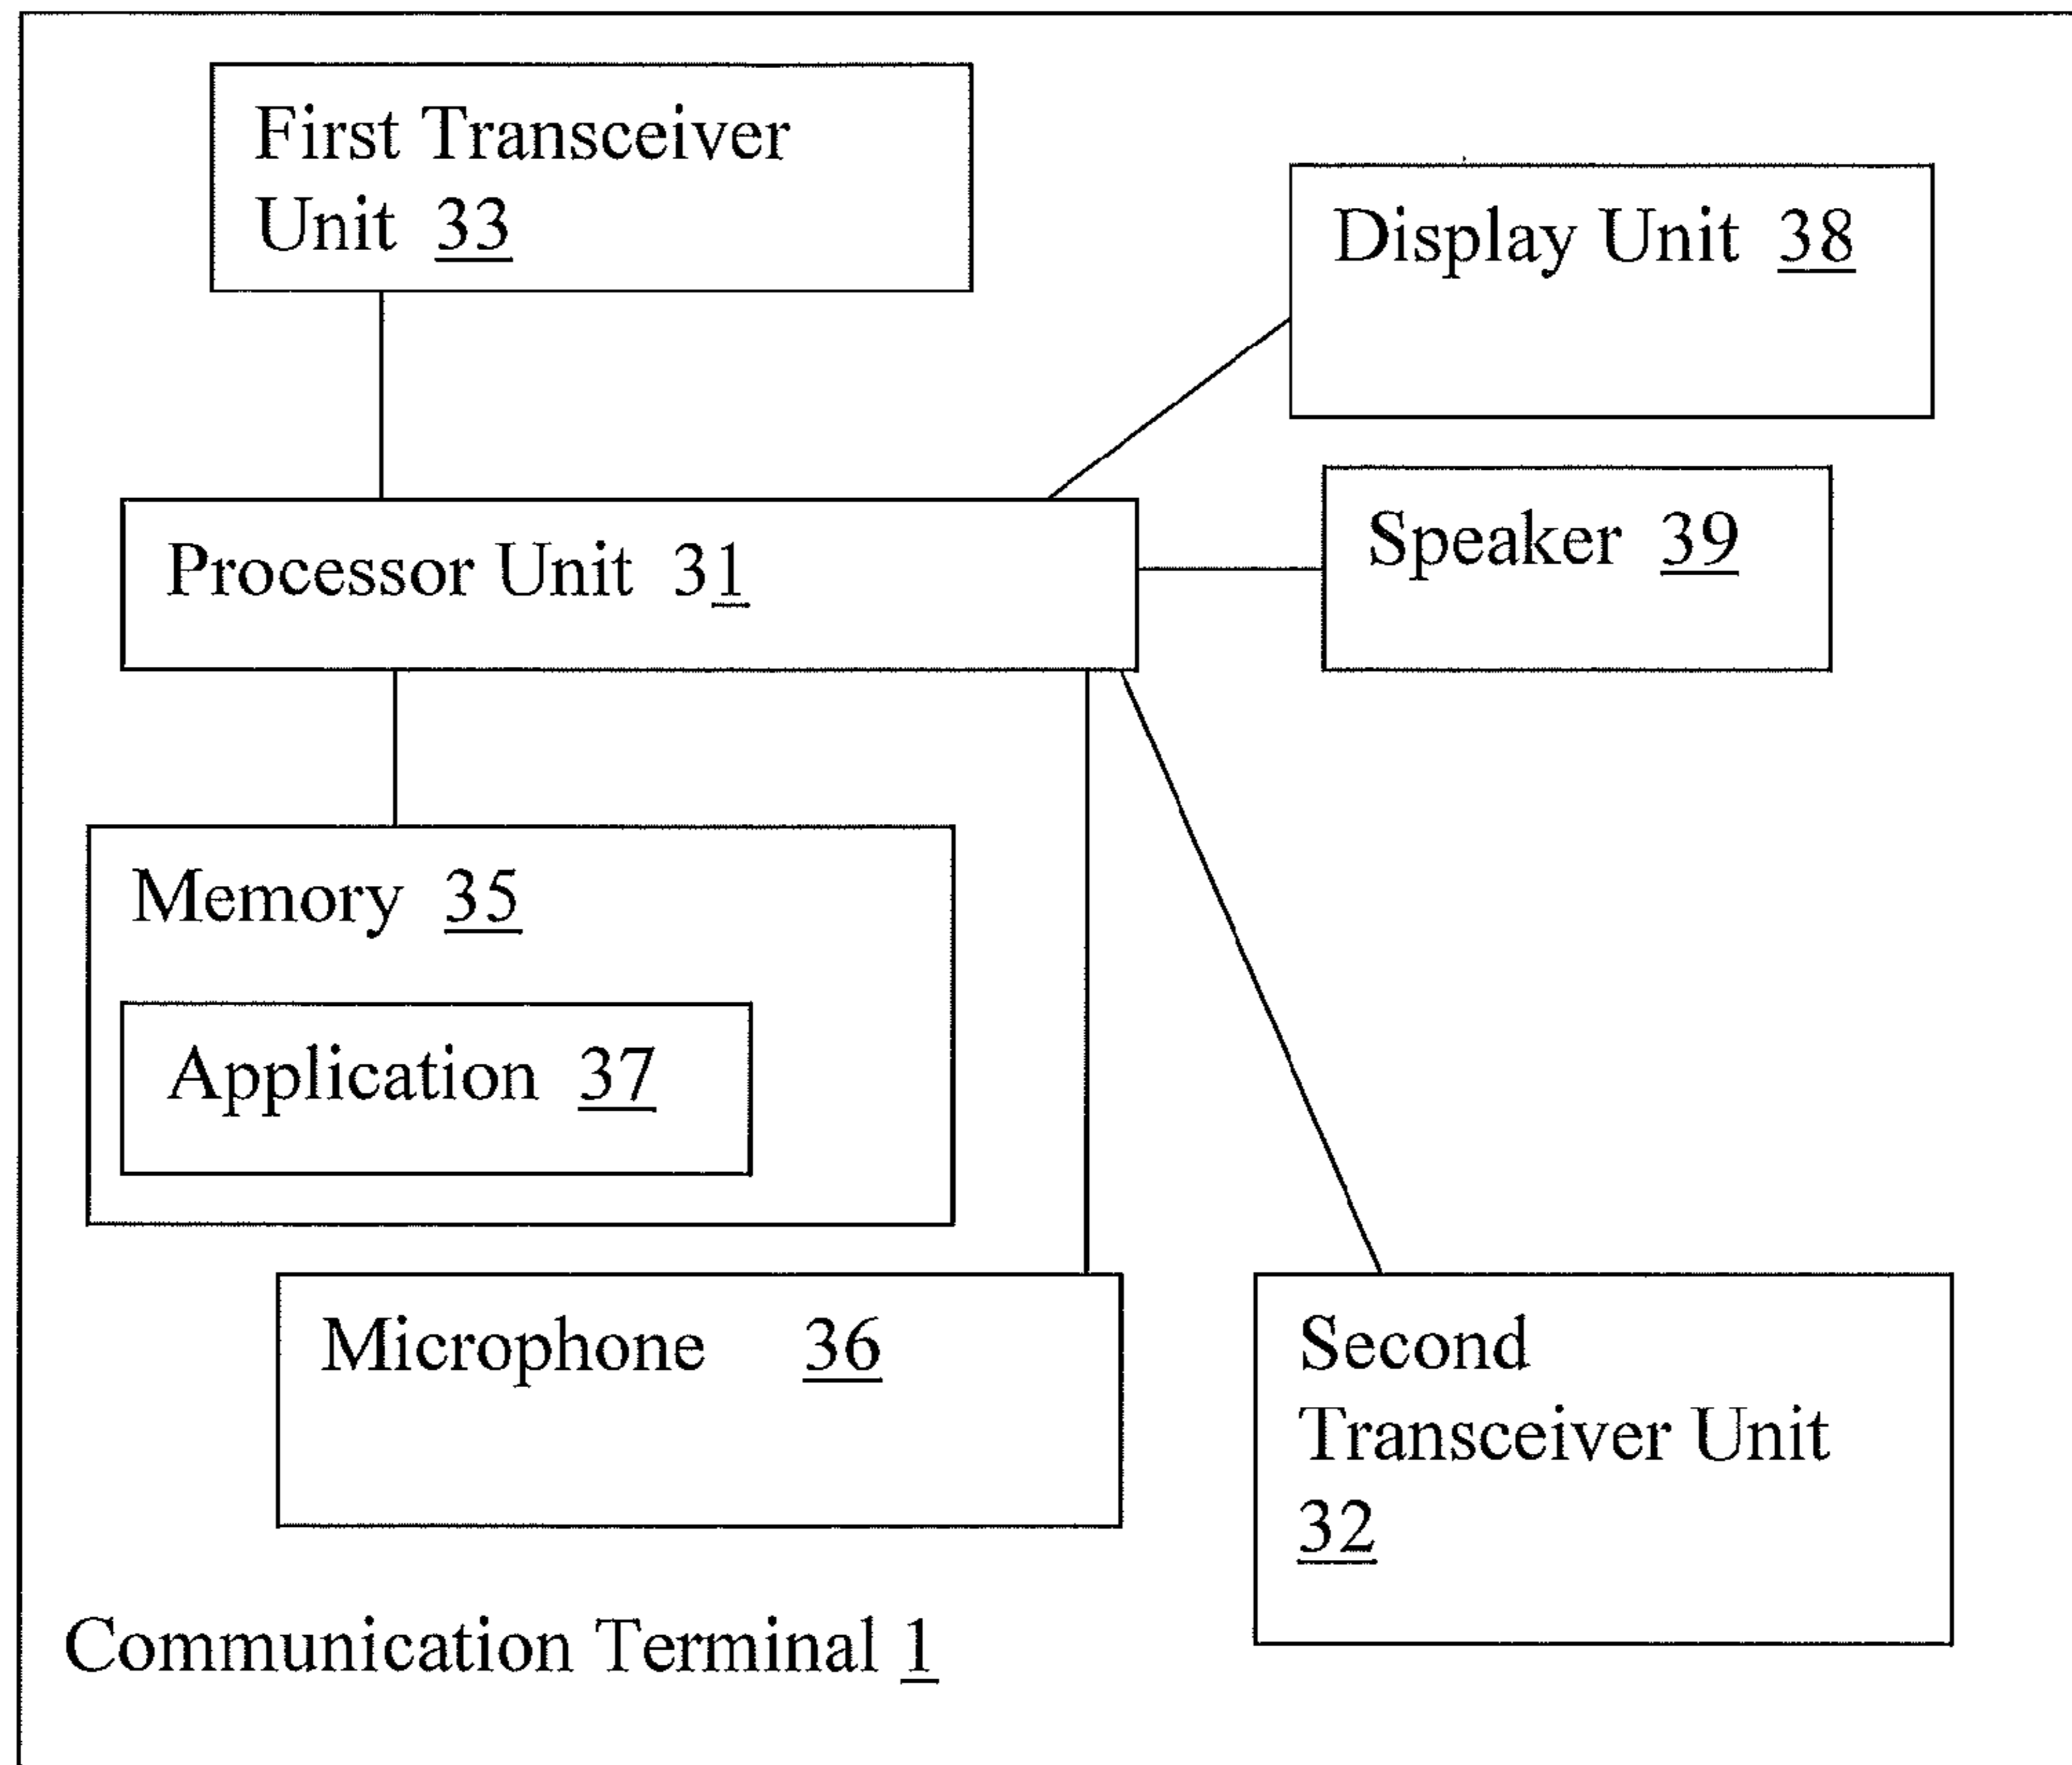 First Transceiver
Unit 33
Display Unit 38
Speaker 39
Processor Unit 31
Memory 35
Application 37
Microphone 36
Second
Transceiver Unit
32
Communication Terminal 1